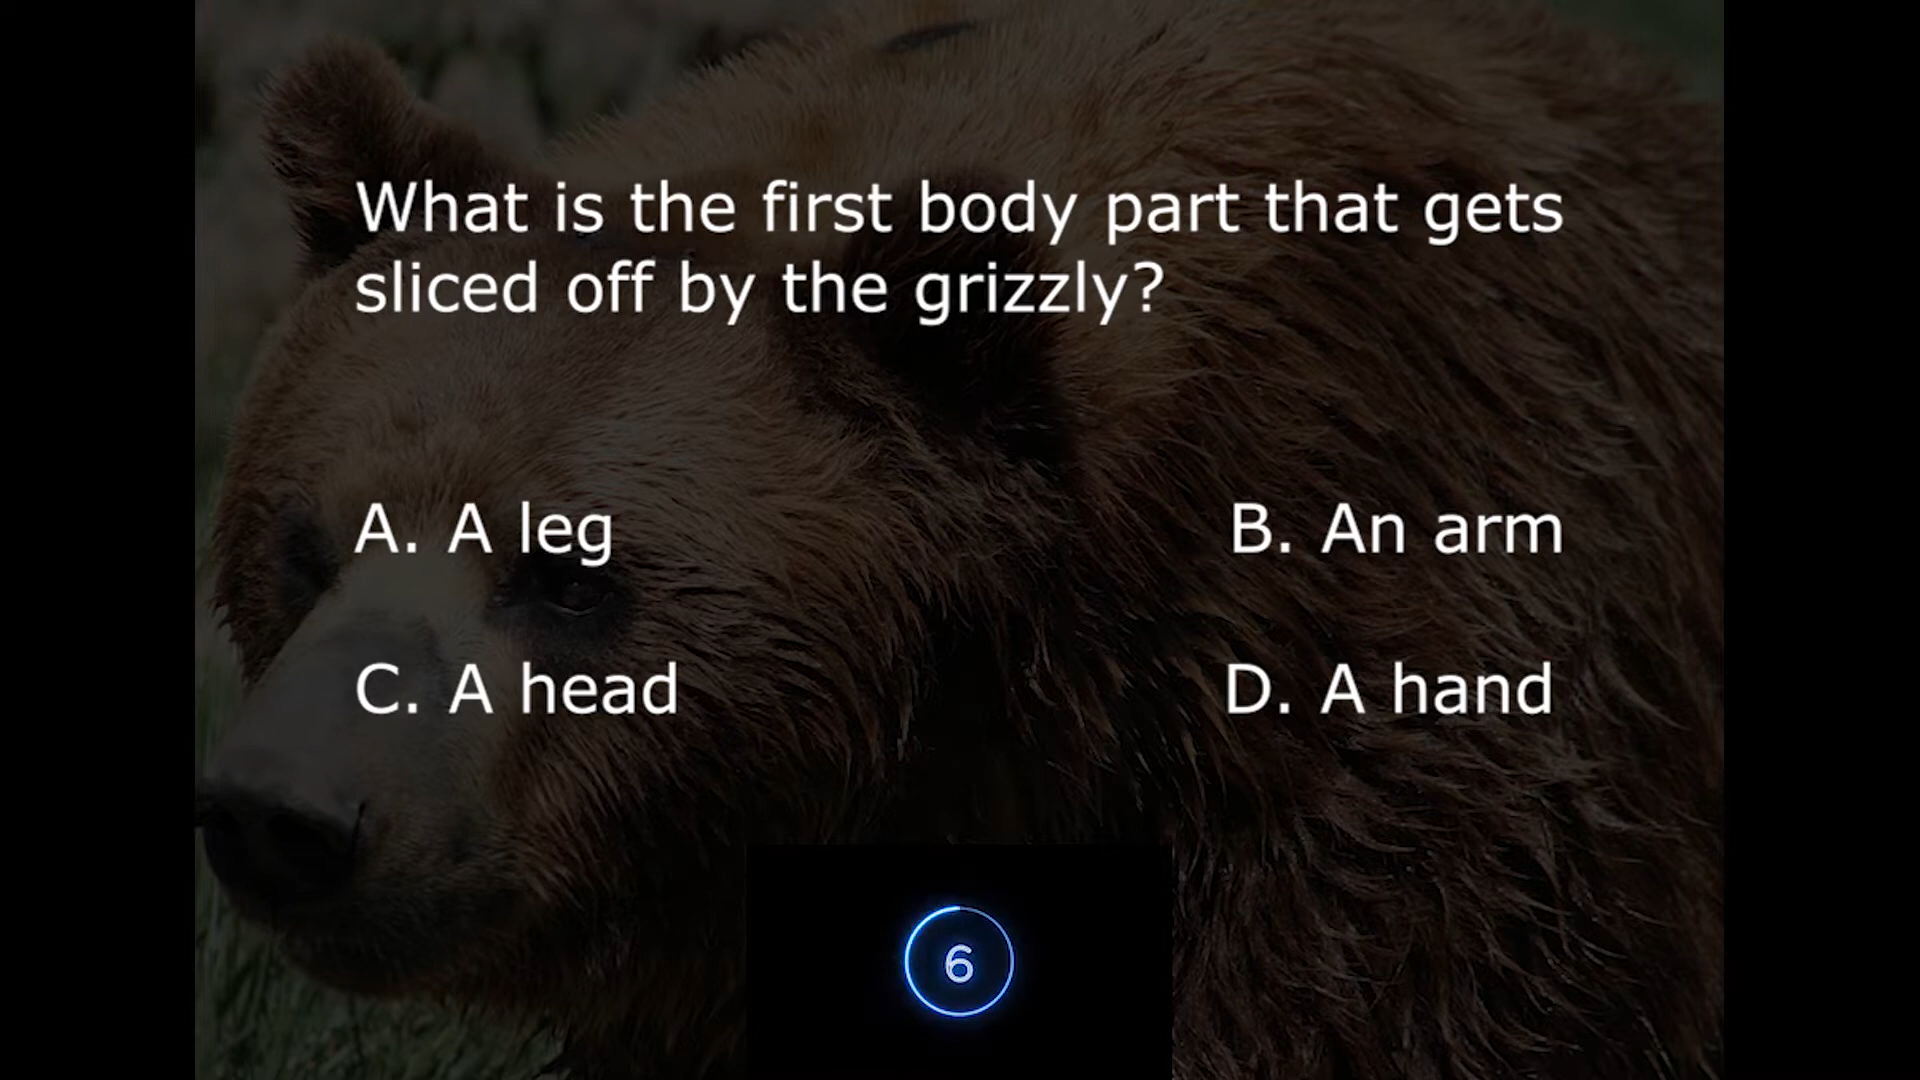 What is the first body part that gets
sliced off by the grizzly?
A. A leg
B. An arm
C. A head
D. A hand
6